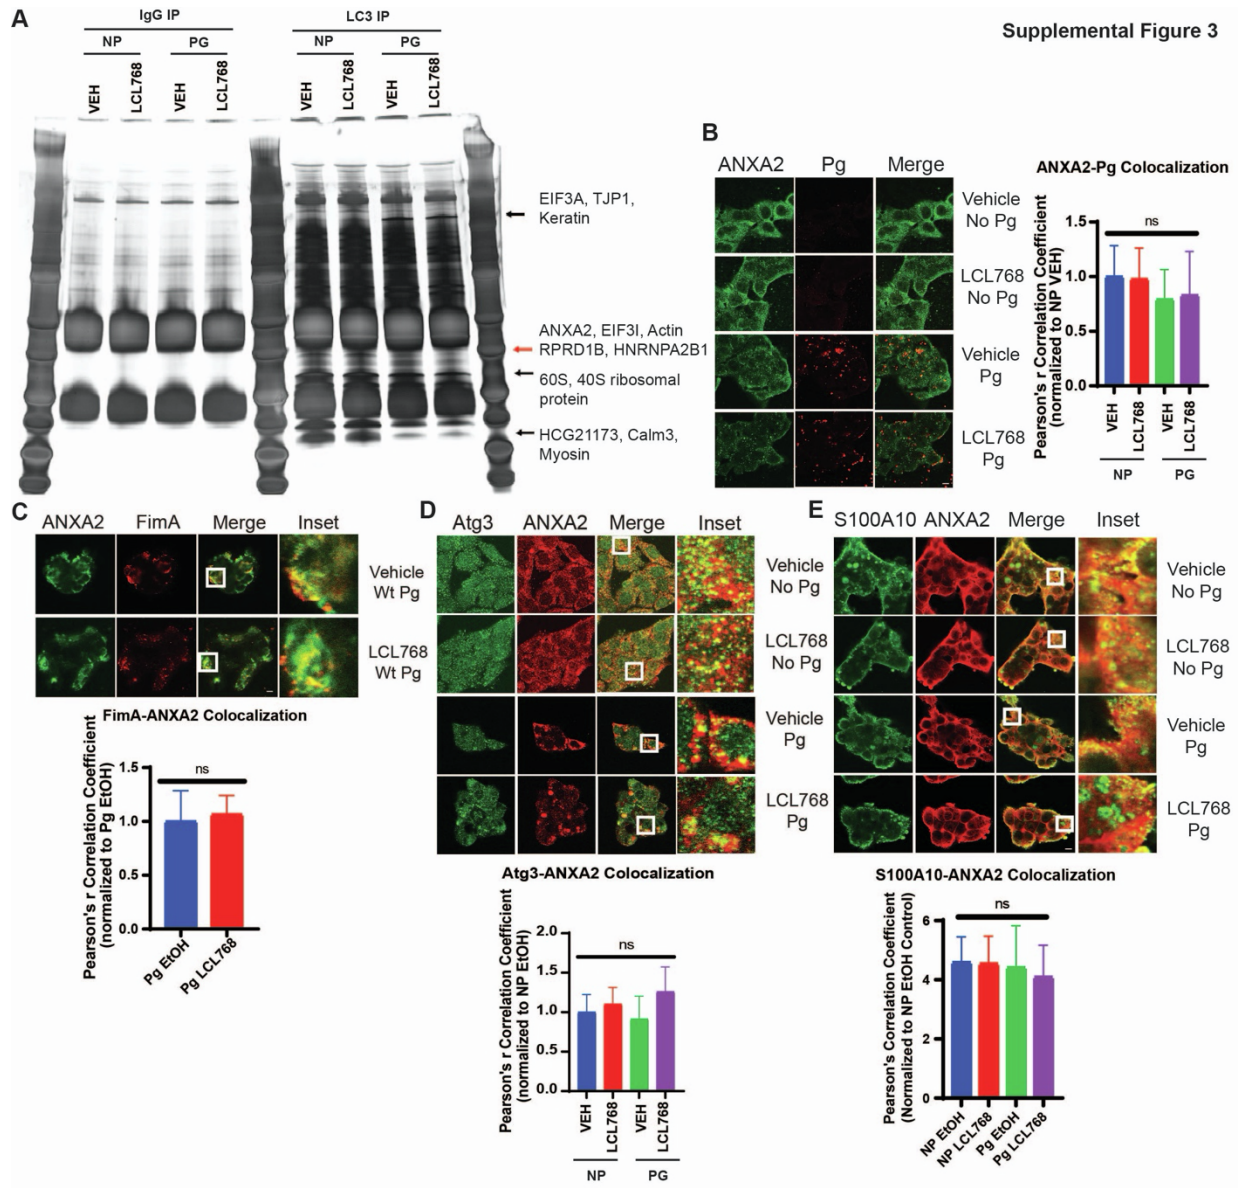 A
IgG IP
LC3 IP
Supplemental Figure 3
NP
PG
NP
PG
VEH
LCL768
VEH
LCL768
VEH
LCL768
VEH
LCL768
EIF3A, TJP1,
Keratin
ANXA2, EIF3I, Actin
RPRD1B, HNRNPA2B1
60S, 40S ribosomal
protein
HCG21173, Calm3,
Myosin
B
ANXA2
Pg
Merge
Vehicle
No Pg
LCL768
No Pg
Vehicle
Pg
LCL768
Pg
ANXA2-Pg Colocalization
Pearson's r Correlation Coefficient
(normalized to NP VEH)
1.5
1.0
0.5
0.0
ns
VEH
LCL768
VEH
LCL768
NP
PG
C
ANXA2
FimA
Merge
Inset
Vehicle
Wt Pg
LCL768
Wt Pg
FimA-ANXA2 Colocalization
Pearson's r Correlation Coefficient
(normalized to Pg EtOH)
1.5
1.0
0.5
0.0
ns
Pg EtOH
Pg LCL768
D
Atg3
ANXA2
Merge
Inset
Vehicle
No Pg
LCL768
No Pg
Vehicle
Pg
LCL768
Pg
Atg3-ANXA2 Colocalization
Pearson's r Correlation Coefficient
(normalized to NP EtOH)
2.0
1.5
1.0
0.5
0.0
ns
VEH
LCL768
VEH
LCL768
NP
PG
E
S100A10
ANXA2
Merge
Inset
Vehicle
No Pg
LCL768
No Pg
Vehicle
Pg
LCL768
Pg
S100A10-ANXA2 Colocalization
Pearson's Correlation Coefficient
(Normalized to NP EtOH Control)
6
4
2
0
ns
NP EtOH
NP LCL768
Pg EtOH
Pg LCL768